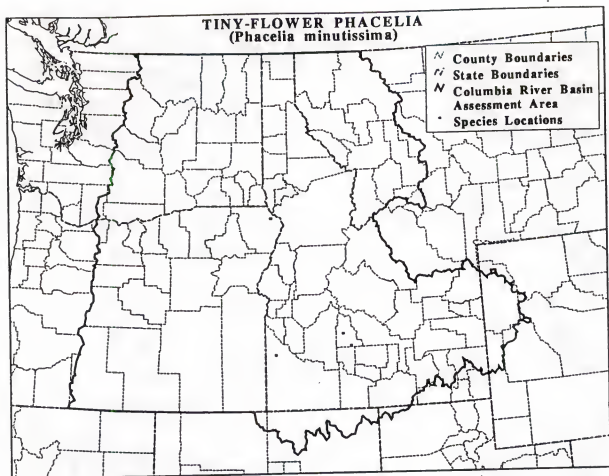 TINY-FLOWER PHACELIA
(Phacelia minutissima)
County Boundaries
State Boundaries
Columbia River Basin
Assessment Area
Species Locations